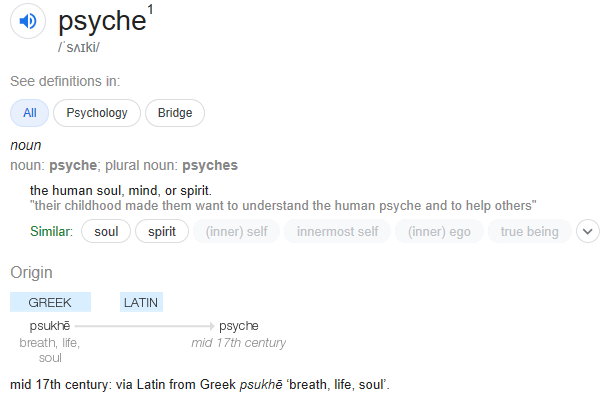 psyche1
/ˈsʌɪki/
See definitions in:
All Psychology Bridge
noun
noun: psyche; plural noun: psyches
the human soul, mind, or spirit.
"their childhood made them want to understand the human psyche and to help others"
Similar: soul spirit (inner) self innermost self (inner) ego true being
Origin
GREEK LATIN
psukhē psyche
breath, life, mid 17th century
soul
mid 17th century: via Latin from Greek psukhē ‘breath, life, soul’.